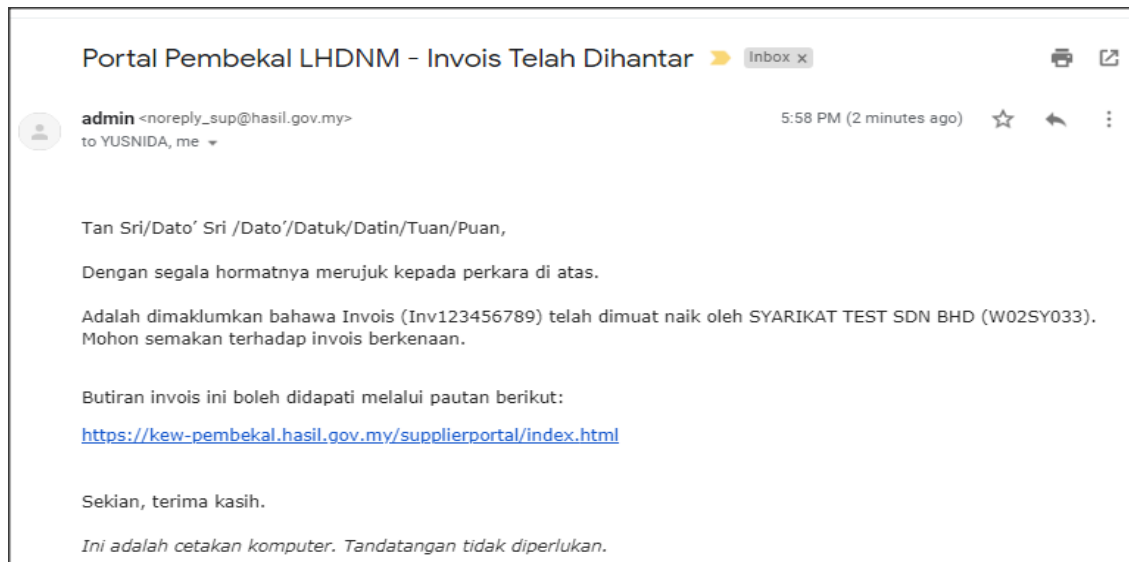 Portal Pembekal LHDNM - Invois Telah Dihantar Inbox x
admin <noreply_sup@hasil.gov.my> 5:58 PM (2 minutes ago)
to YUSNIDA, me
Tan Sri/Dato' Sri /Dato'/Datuk/Datin/Tuan/Puan,
Dengan segala hormatnya merujuk kepada perkara di atas.
Adalah dimaklumkan bahawa Invois (Inv123456789) telah dimuat naik oleh SYARIKAT TEST SDN BHD (W02SY033).
Mohon semakan terhadap invois berkenaan.
Butiran invois ini boleh didapati melalui pautan berikut:
https://kew-pembekal.hasil.gov.my/supplierportal/index.html
Sekian, terima kasih.
Ini adalah cetakan komputer. Tandatangan tidak diperlukan.